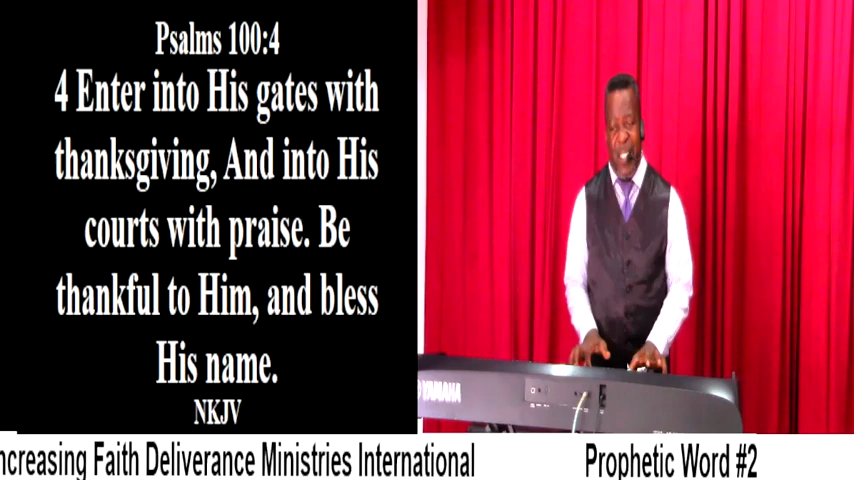 Psalms 100:4
4 Enter into His gates with
thanksgiving, And into His
courts with praise. Be
thankful to Him, and bless
His name.
NKJV
YAMAHA
ncreasing Faith Deliverance Ministries International
Prophetic Word #2